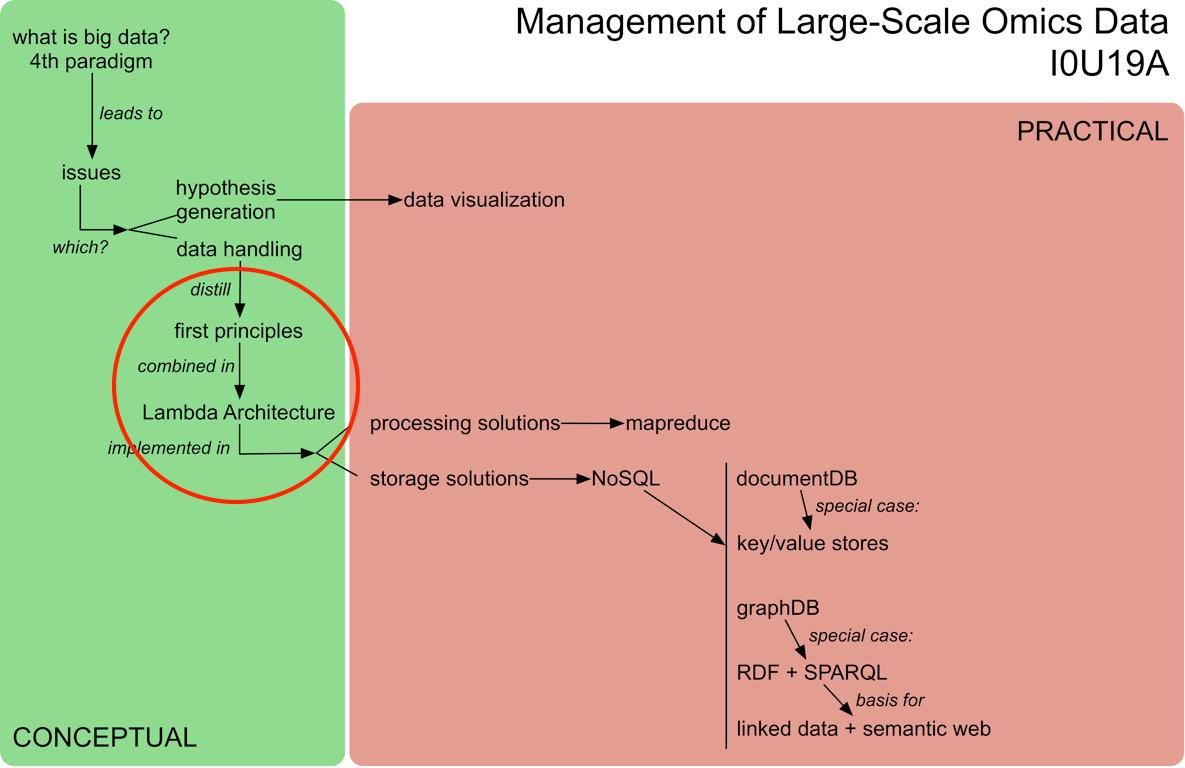 Management of Large-Scale Omics Data
I0U19A
what is big data?
4th paradigm
leads to
issues
which?
hypothesis
generation
data handling
distill
first principles
combined in
Lambda Architecture
implemented in
CONCEPTUAL
PRACTICAL
data visualization
processing solutions
mapreduce
storage solutions
NoSQL
documentDB
special case:
key/value stores
graphDB
special case:
RDF + SPARQL
basis for
linked data + semantic web